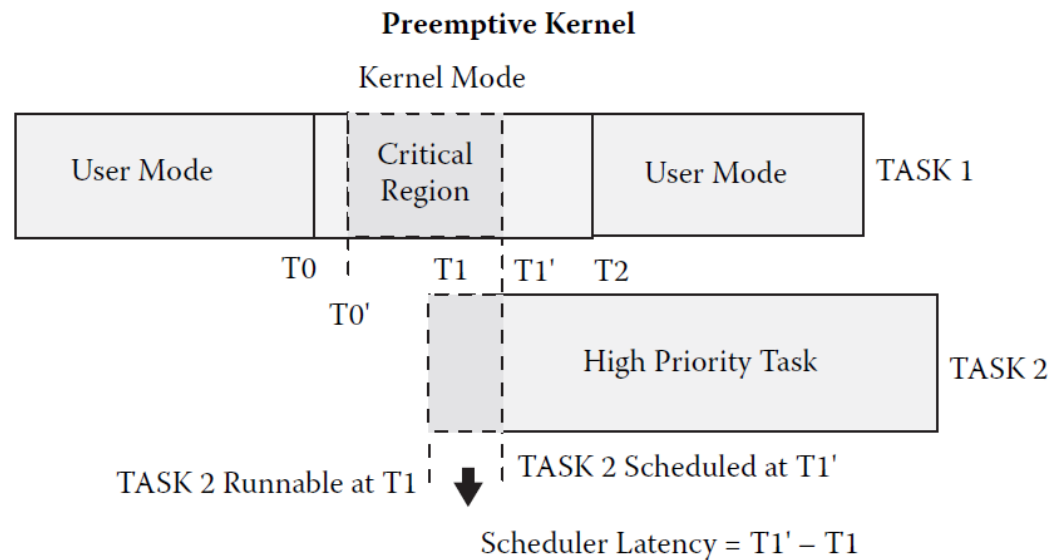 Preemptive Kernel
Kernel Mode
User Mode
Critical
Region
User Mode
TASK 1
T0
T1
T1'
T2
T0'
High Priority Task
TASK 2
TASK 2 Runnable at T1
TASK 2 Scheduled at T1'
Scheduler Latency = T1' – T1